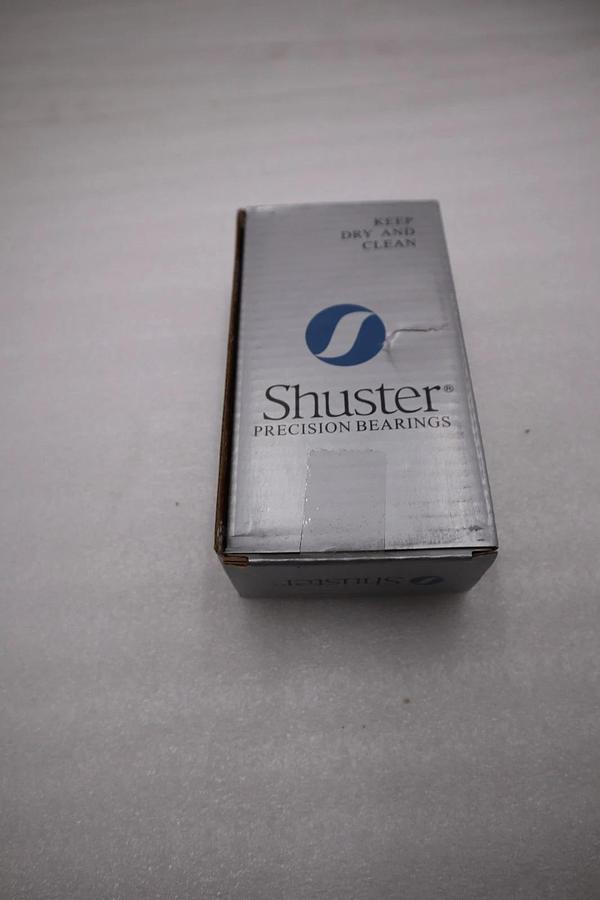 KEEP
DRY AND
CLEAN
Shuster®
PRECISION BEARINGS
Shuster